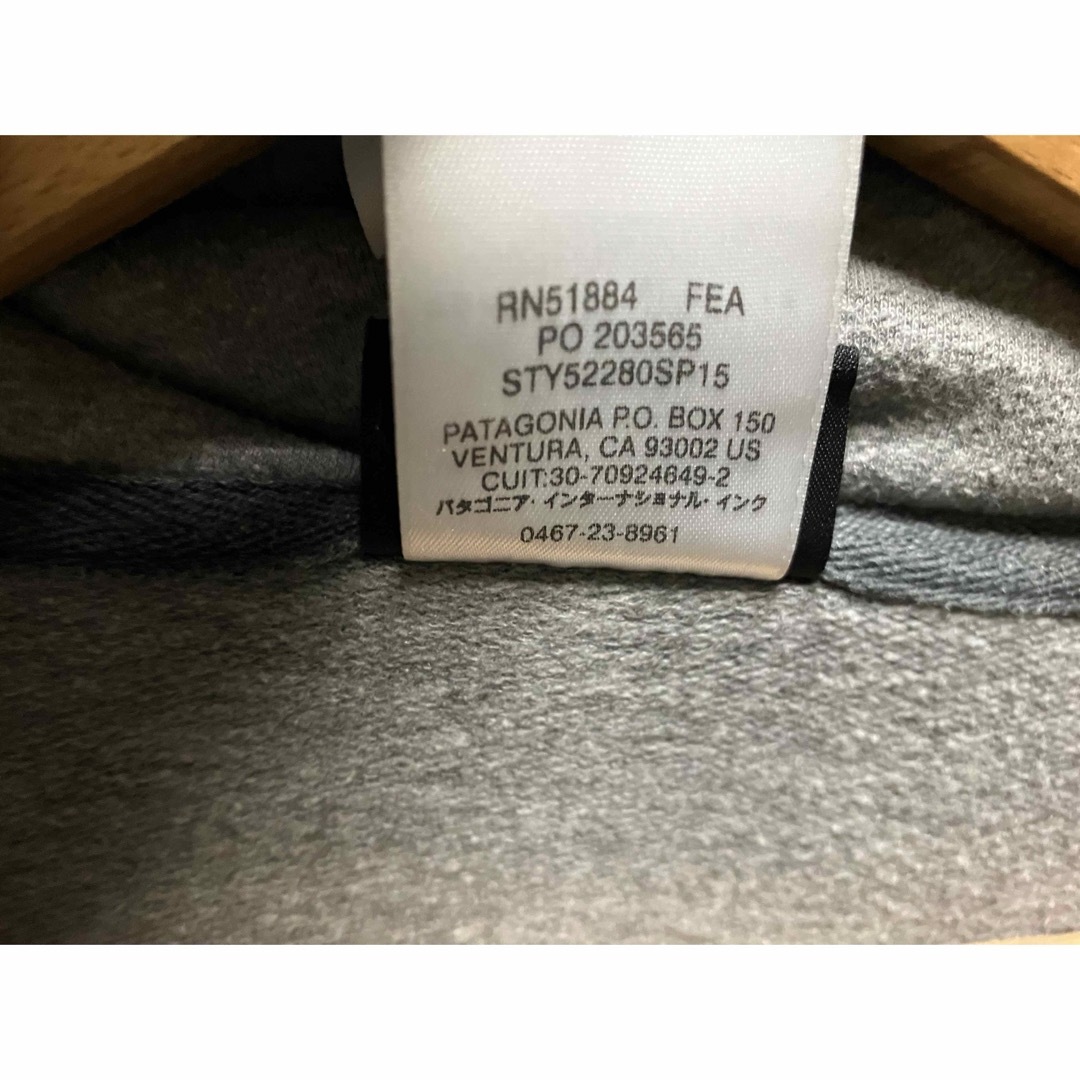 RN51884 FEA
PO 203565
STY52280SP15
PATAGONIA P.O. BOX 150
VENTURA, CA 93002 US
CUIT:30-70924649-2
パタゴニア・インターナショナル・インク
0467-23-8961